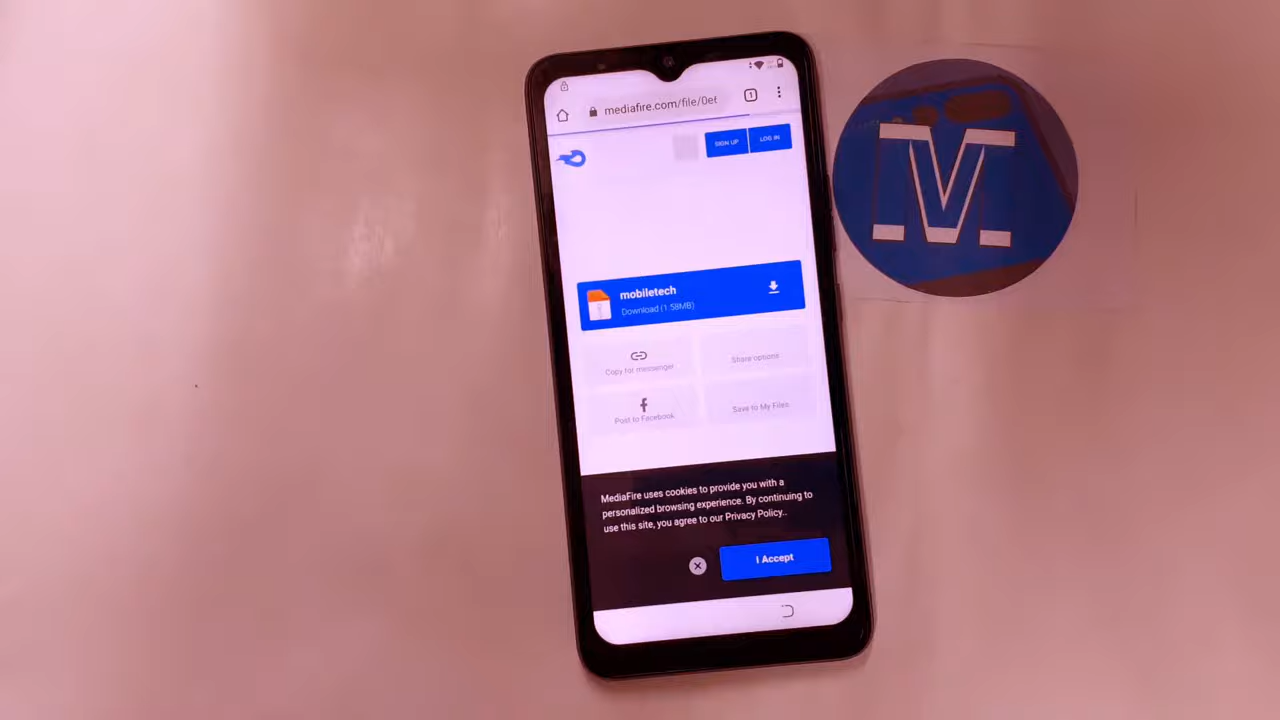 mediafire.com/file/0et
1
SIGN UP
LOG IN
mobiletech
Download (1.58MB)
Copy for messenger
Share options
Post to Facebook
Save to My Files
MediaFire uses cookies to provide you with a
personalized browsing experience. By continuing to
use this site, you agree to our Privacy Policy..
I Accept
M